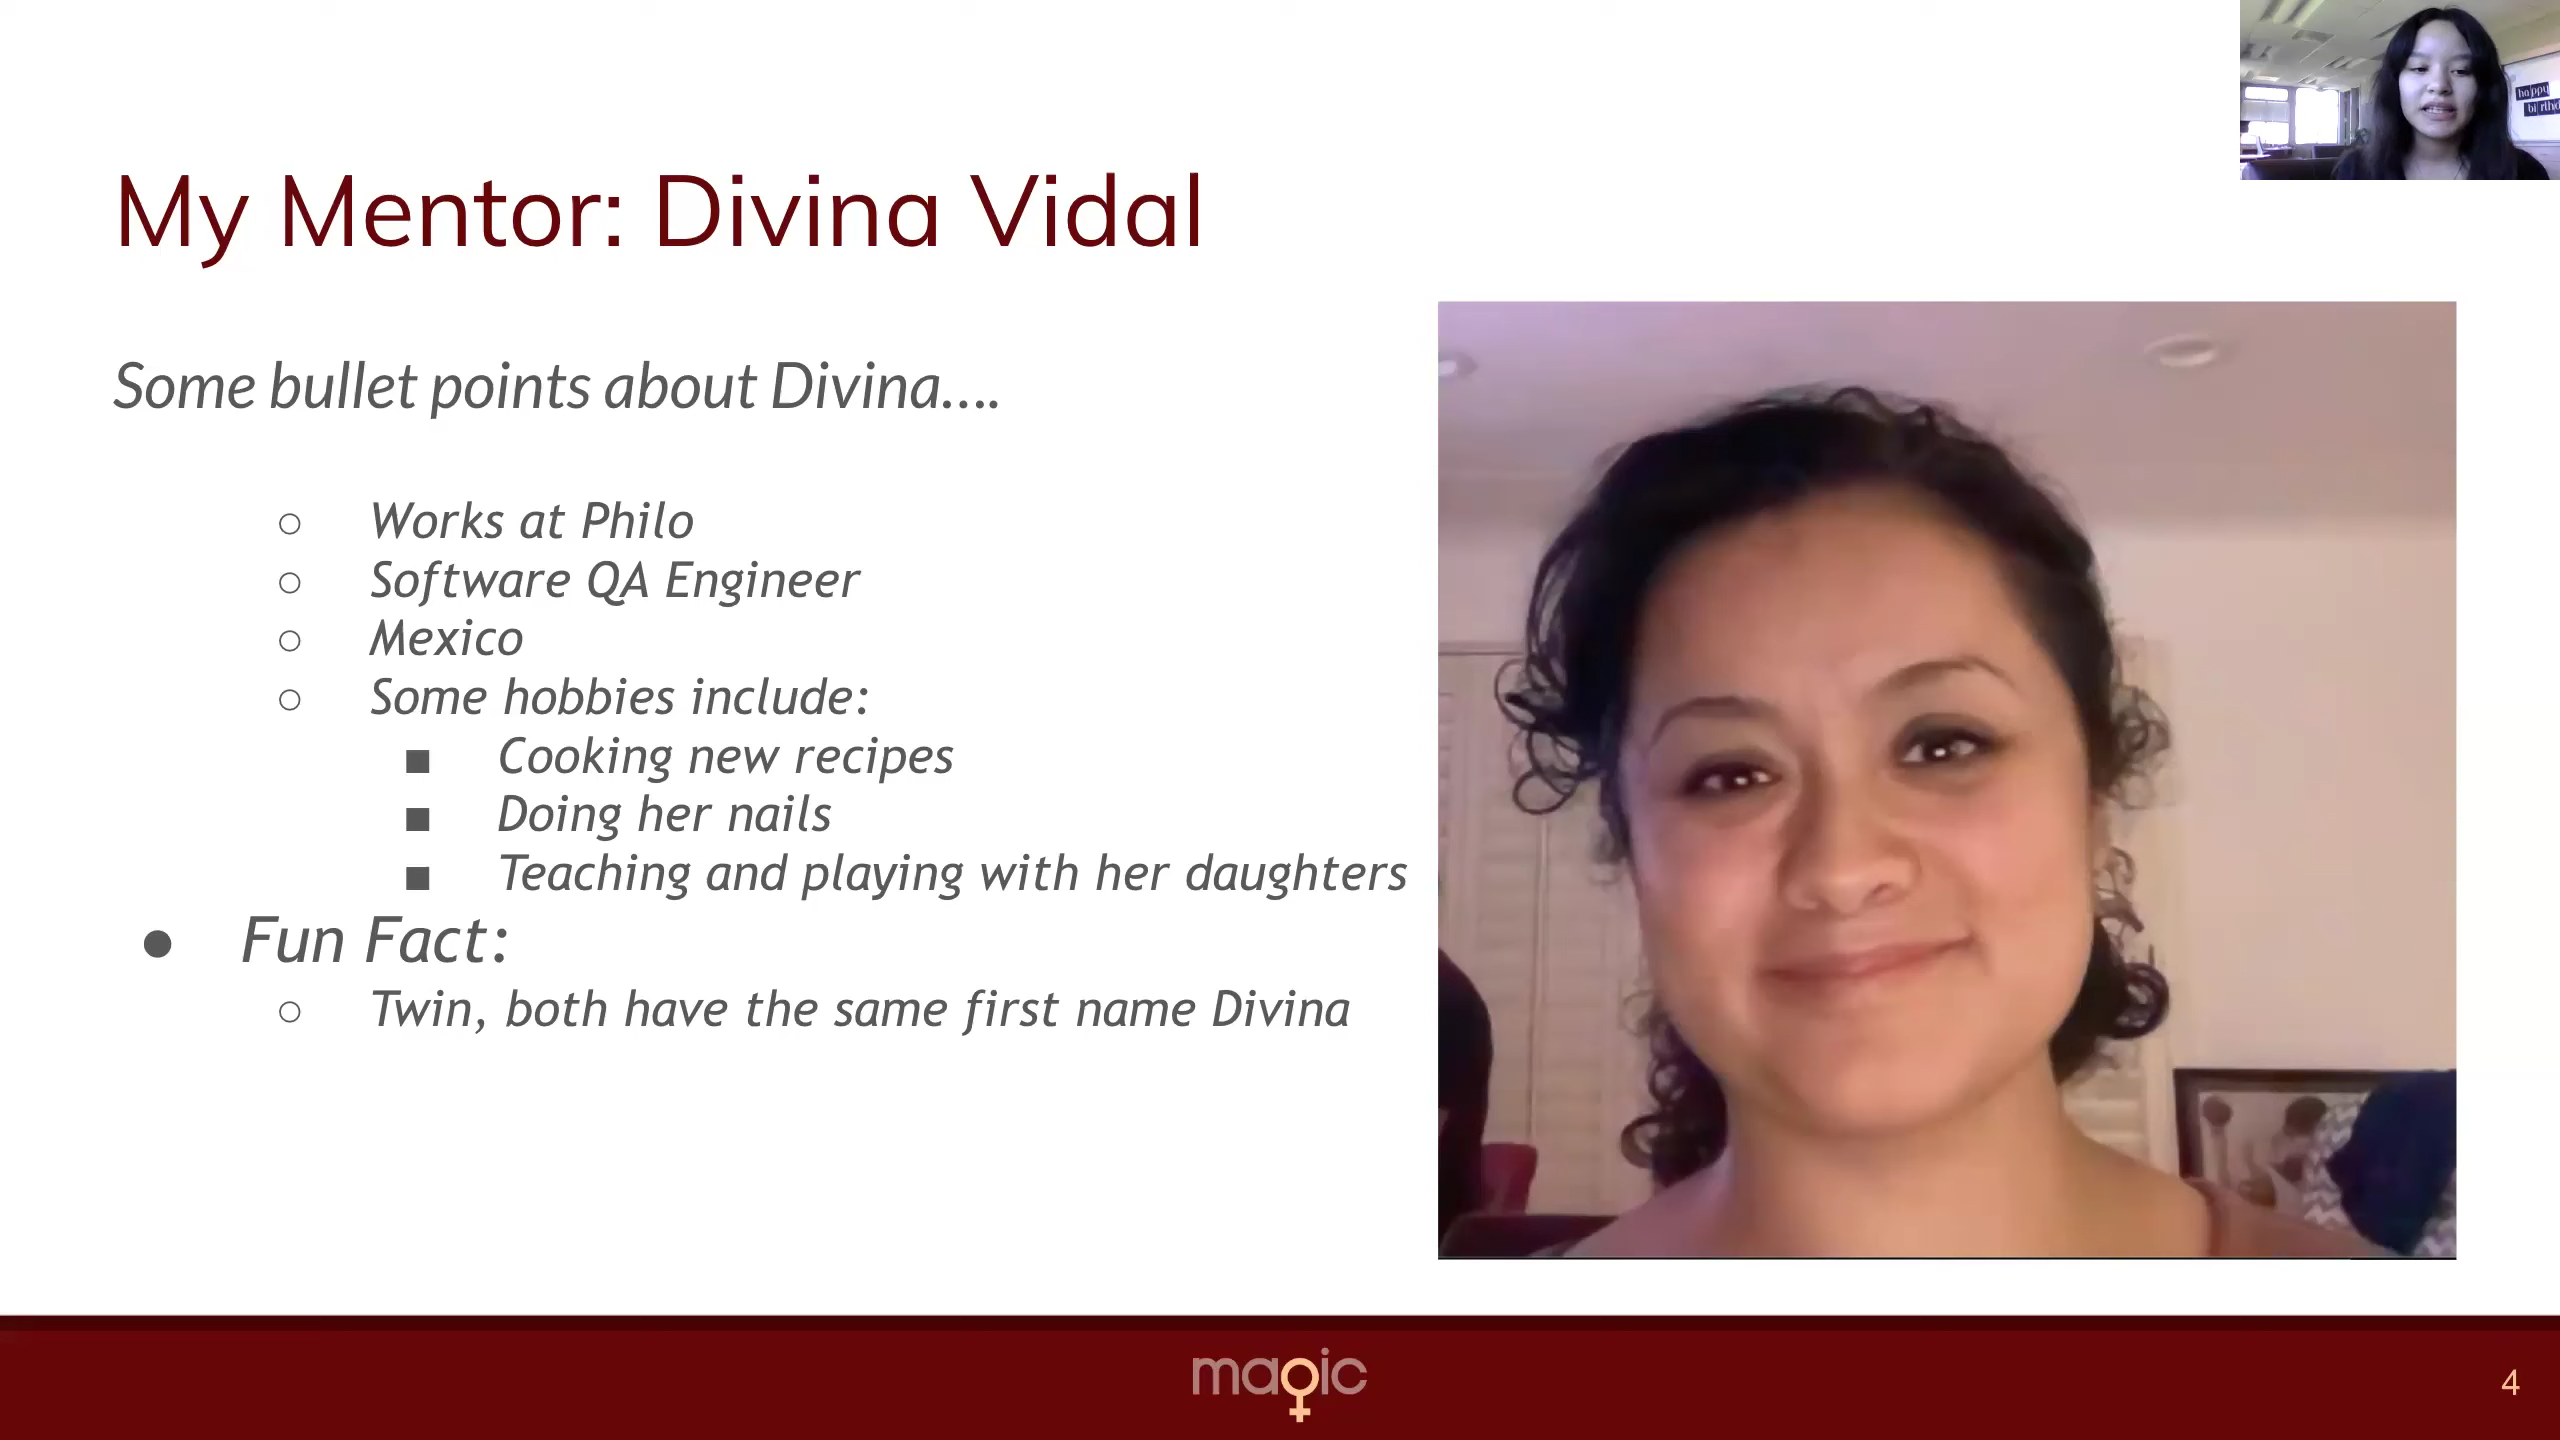 happy
birthd
My Mentor: Divina Vidal
Some bullet points about Divina....
○ Works at Philo
○ Software QA Engineer
○ Mexico
○ Some hobbies include:
■ Cooking new recipes
■ Doing her nails
■ Teaching and playing with her daughters
● Fun Fact:
○ Twin, both have the same first name Divina
magic
4